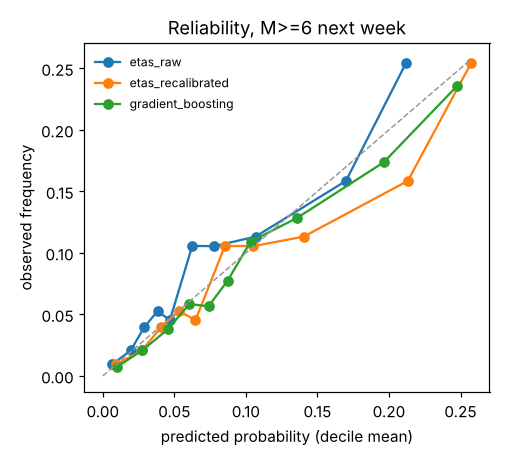 Reliability, M>=6 next week
etas_raw
etas_recalibrated
gradient_boosting
observed frequency
0.25
0.20
0.15
0.10
0.05
0.00
0.00 0.05 0.10 0.15 0.20 0.25
predicted probability (decile mean)